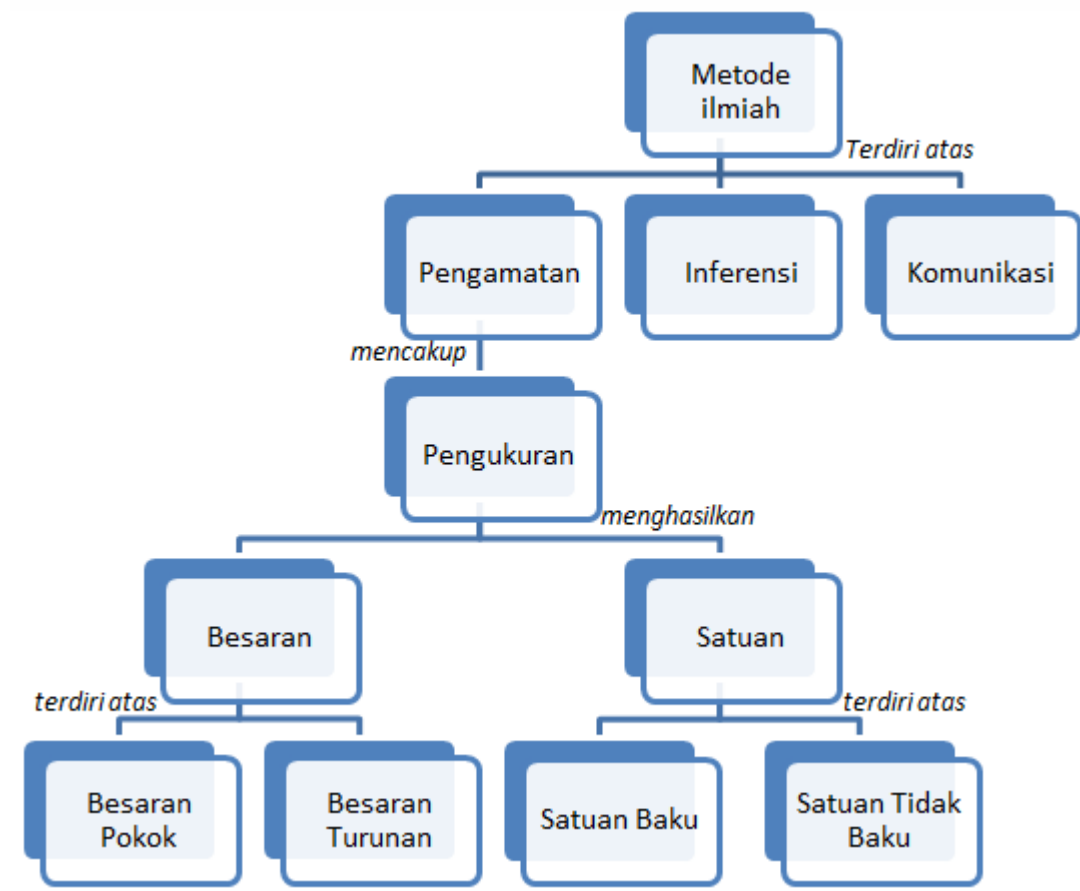 Metode
ilmiah
Terdiri atas
Pengamatan
Inferensi
Komunikasi
mencakup
Pengukuran
menghasilkan
Besaran
Satuan
terdiri atas
terdiri atas
Besaran
Pokok
Besaran
Turunan
Satuan Baku
Satuan Tidak
Baku